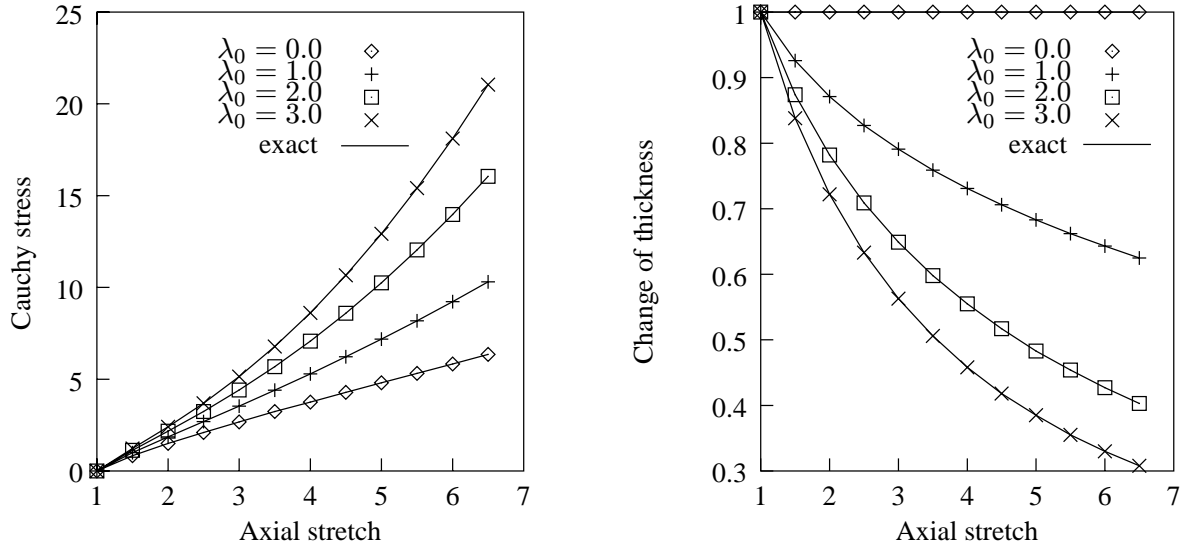 25
20
15
10
5
0
Cauchy stress
λ0 = 0.0
λ0 = 1.0
λ0 = 2.0
λ0 = 3.0
exact
1 2 3 4 5 6 7
Axial stretch
1
0.9
0.8
0.7
0.6
0.5
0.4
0.3
Change of thickness
λ0 = 0.0
λ0 = 1.0
λ0 = 2.0
λ0 = 3.0
exact
1 2 3 4 5 6 7
Axial stretch